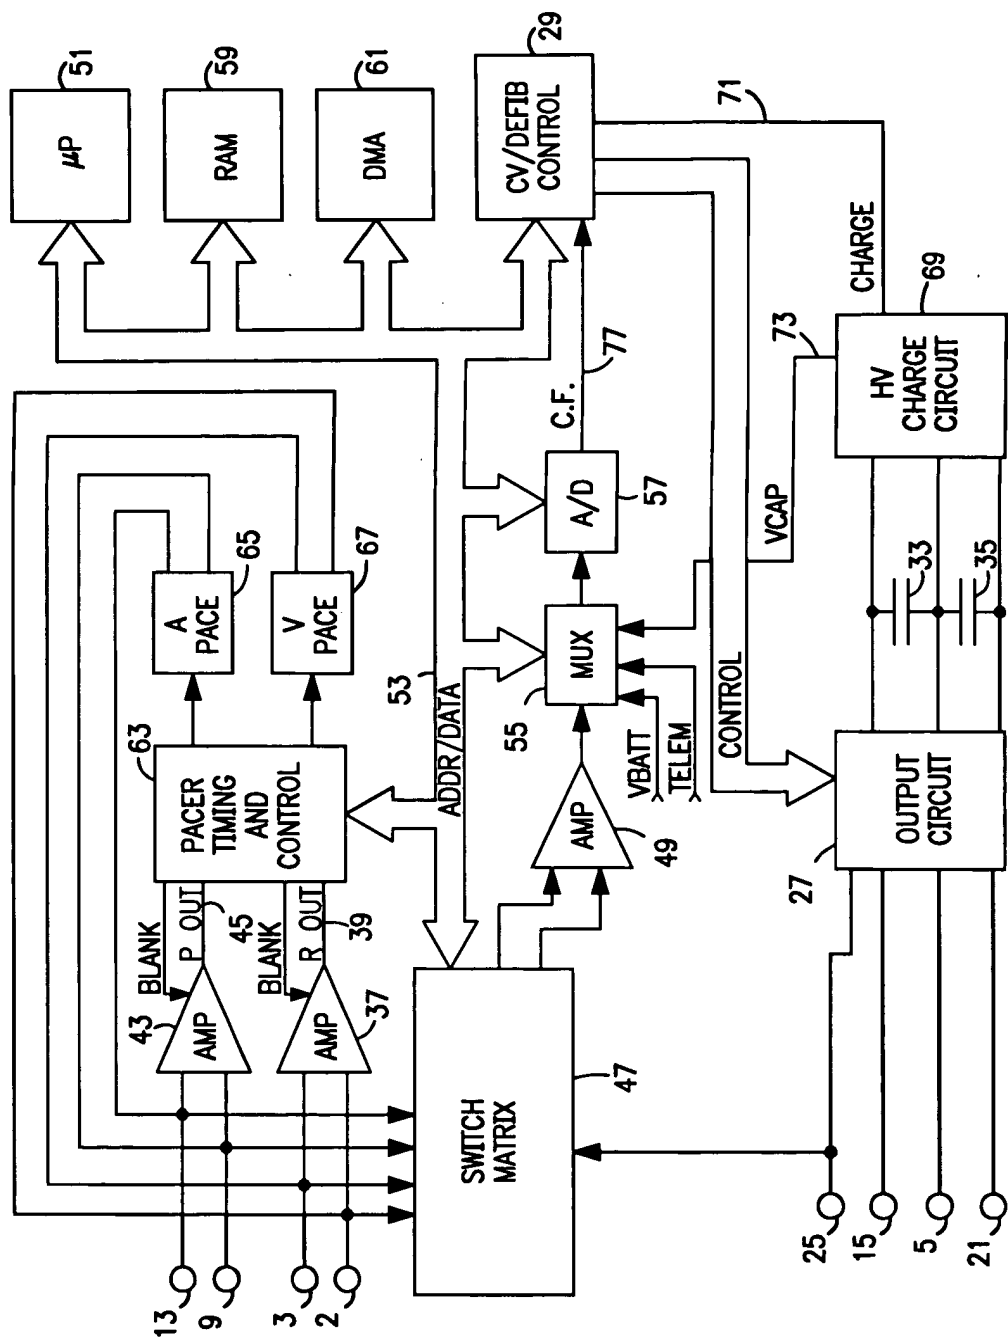 µP
51
RAM
59
DMA
61
CV/DEFIB
CONTROL
29
71
CHARGE
HV
CHARGE
CIRCUIT
69
73
VCAP
C.F.
77
A/D
57
MUX
55
A
PACE
65
V
PACE
67
53
ADDR/DATA
PACER
TIMING
AND
CONTROL
63
BLANK
P OUT
45
BLANK
R OUT
39
AMP
43
AMP
37
AMP
49
VBATT
TELEM
CONTROL
33
35
OUTPUT
CIRCUIT
27
SWITCH
MATRIX
47
13
9
3
2
25
15
5
21